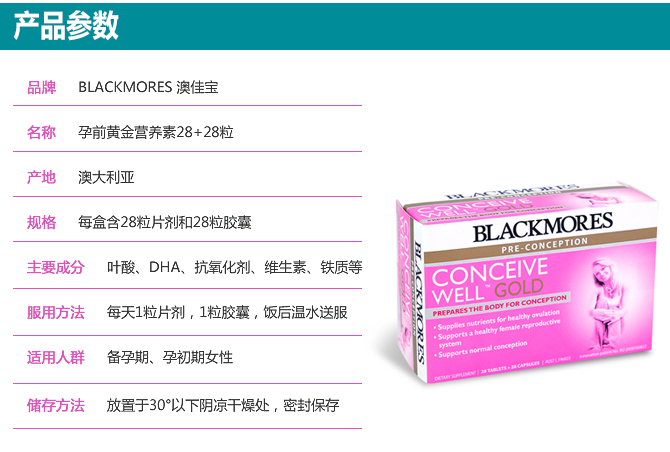 产品参数
品牌 BLACKMORES 澳佳宝
名称 孕前黄金营养素28+28粒
产地 澳大利亚
规格 每盒含28粒片剂和28粒胶囊
主要成分 叶酸、DHA、抗氧化剂、维生素、铁质等
服用方法 每天1粒片剂，1粒胶囊，饭后温水送服
适用人群 备孕期、孕初期女性
储存方法 放置于30°以下阴凉干燥处，密封保存
BLACKMORES
CONCEIVE
WELL GOLD
BLACKMORES
BLACKMORES
PRE-CONCEPTION
CONCEIVE
WELL™ GOLD
PREPARES THE BODY FOR CONCEPTION
• Supplies nutrients for healthy ovulation
• Supports a healthy female reproductive
system
• Supports normal conception
DIETARY SUPPLEMENT
28 TABLETS + 28 CAPSULES